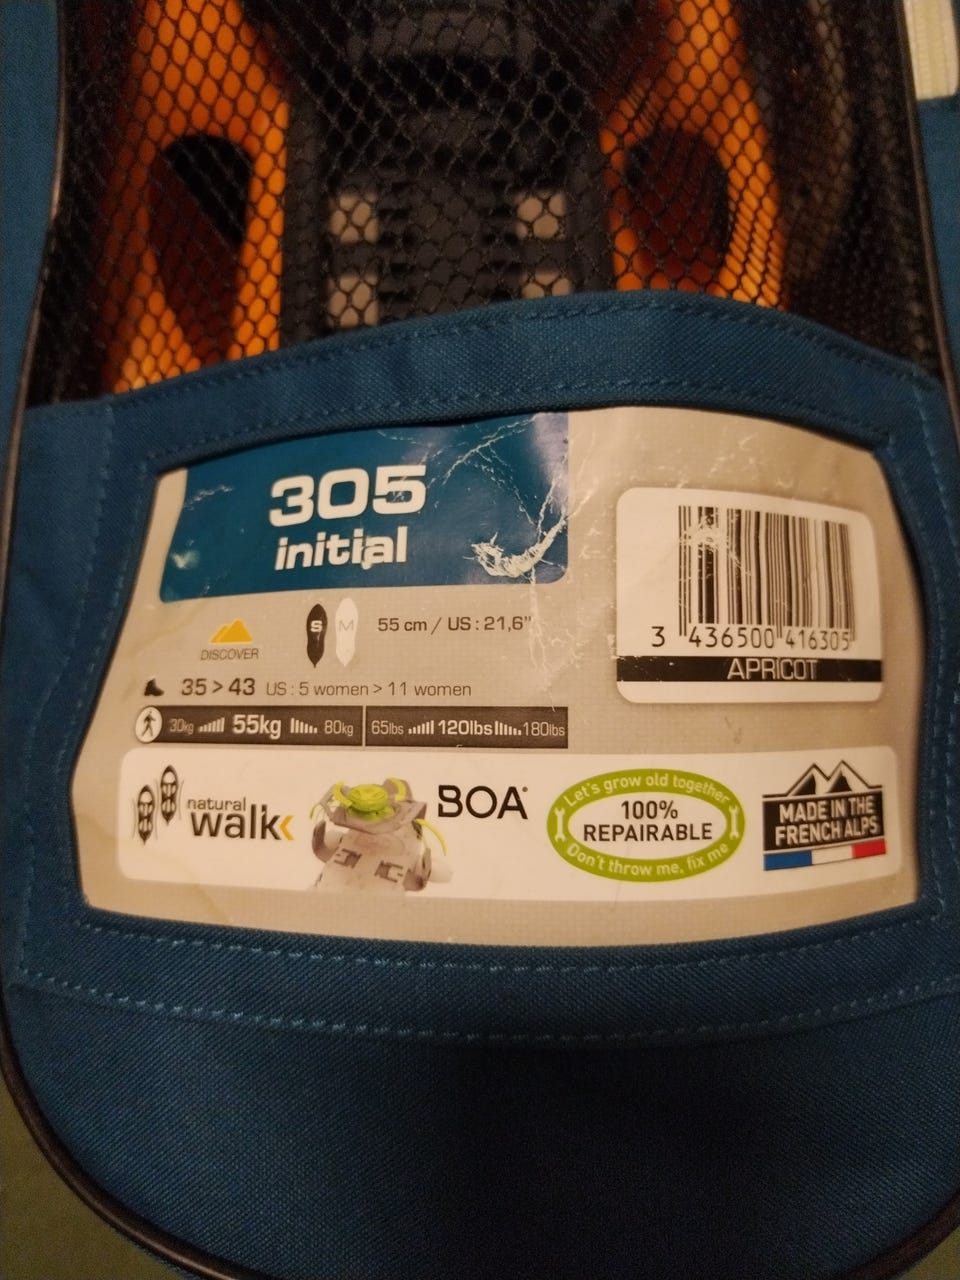 305
initial
3 436500 416305
APRICOT
DISCOVER
S M
55 cm / US : 21,6"
35 > 43 US : 5 women > 11 women
30kg 55kg 80kg 65lbs 120lbs 180lbs
natural
walk
BOA®
Let's grow old together
100%
REPAIRABLE
Don't throw me, fix me
MADE IN THE
FRENCH ALPS